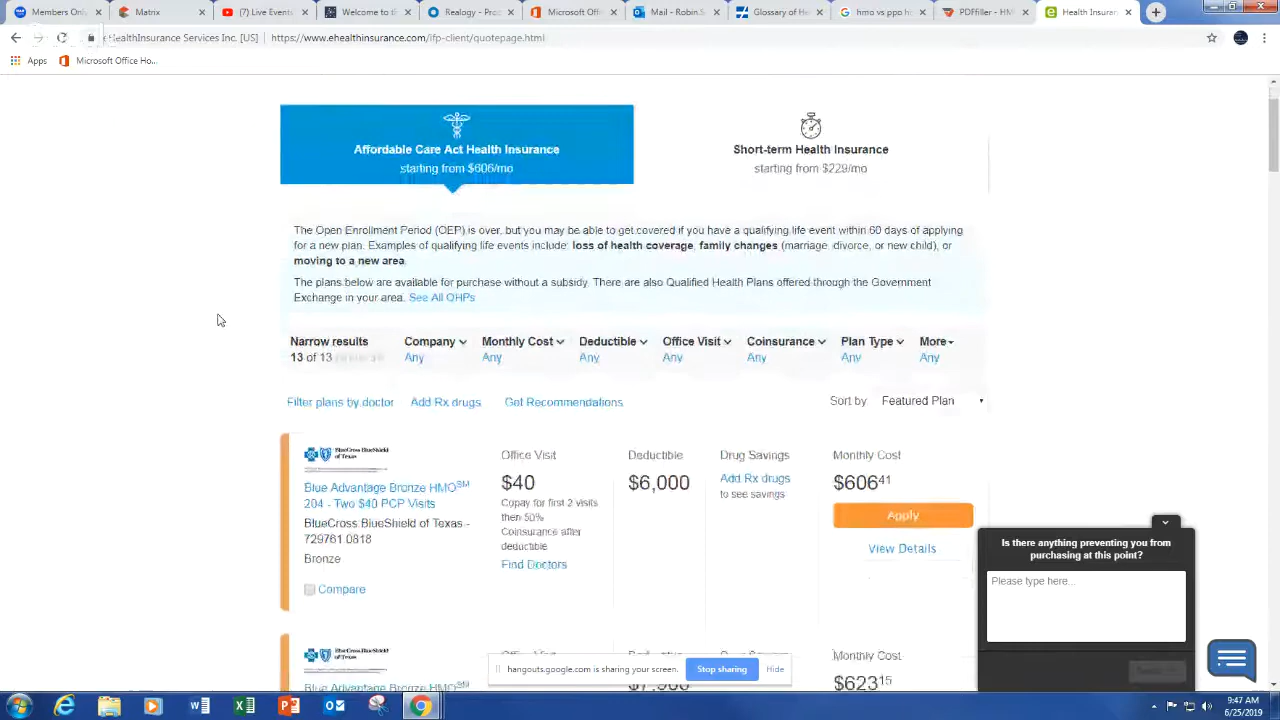 Members Onl
Matrix
(7) Live Events
Welcome to th
Realogy - Proc
Microsoft Offi
Mail - Robin.S
Glossary of He
hmo vs ppo h
PDFfiller - HM
Health Insuran
HealthInsurance Services Inc. [US] https://www.ehealthinsurance.com/ifp-client/quotepage.html
Apps Microsoft Office Ho...
Affordable Care Act Health Insurance
starting from $606/mo
Short-term Health Insurance
starting from $229/mo
The Open Enrollment Period (OEP) is over, but you may be able to get covered if you have a qualifying life event within 60 days of applying
for a new plan. Examples of qualifying life events include: loss of health coverage, family changes (marriage, divorce, or new child), or
moving to a new area.
The plans below are available for purchase without a subsidy. There are also Qualified Health Plans offered through the Government
Exchange in your area. See All QHPs
Narrow results Company Monthly Cost Deductible Office Visit Coinsurance Plan Type More
13 of 13 Any Any Any Any Any Any Any
Filter plans by doctor Add Rx drugs Get Recommendations Sort by Featured Plan
BlueCross BlueShield
of Texas
Blue Advantage Bronze HMO℠
204 - Two $40 PCP Visits
BlueCross BlueShield of Texas -
729761 0818
Bronze
Compare
Office Visit
$40
Copay for first 2 visits
then 50%
Coinsurance after
deductible
Find Doctors
Deductible
$6,000
Drug Savings
Add Rx drugs
to see savings
Monthly Cost
$606.41
Apply
View Details
Is there anything preventing you from
purchasing at this point?
Please type here...
BlueCross BlueShield
of Texas
Blue Advantage Bronze HMO℠
Monthly Cost
$623.15
hangouts.google.com is sharing your screen. Stop sharing Hide
9:47 AM
6/25/2019